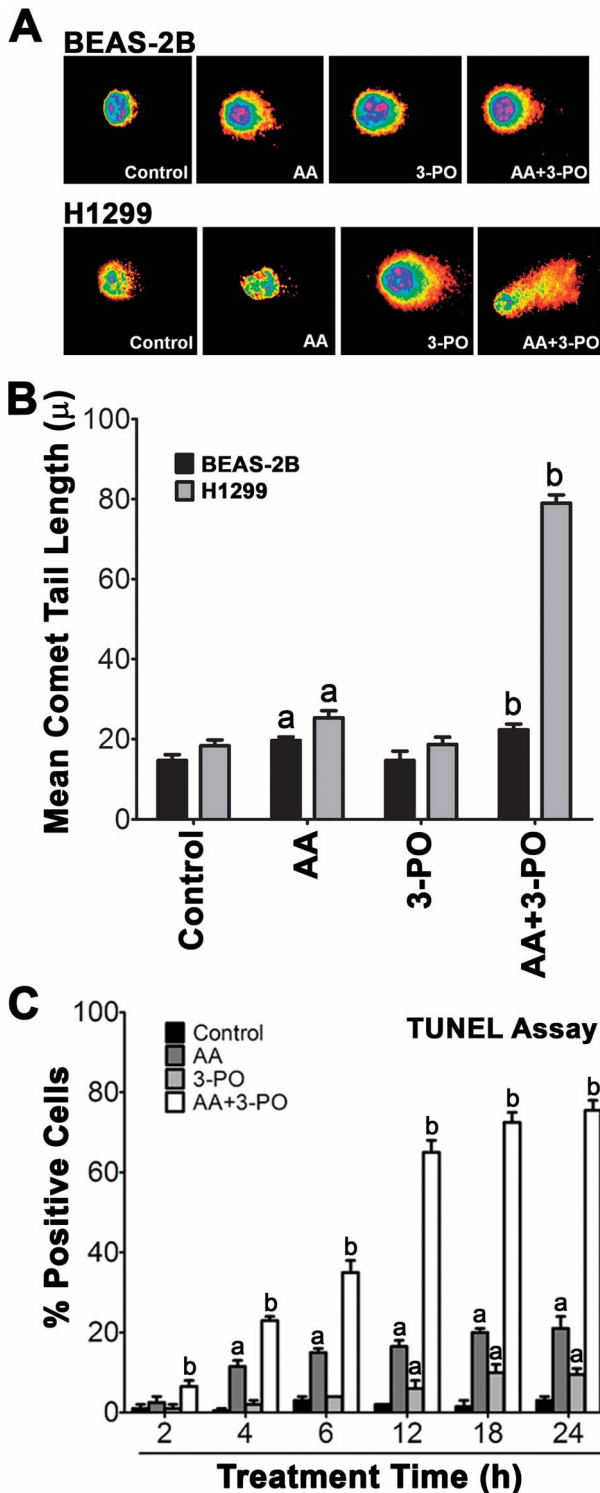 A
BEAS-2B
Control
AA
3-PO
AA+3-PO
H1299
Control
AA
3-PO
AA+3-PO
B
Mean Comet Tail Length (μ)
100
80
60
40
20
0
BEAS-2B
H1299
a
a
b
b
Control
AA
3-PO
AA+3-PO
C
TUNEL Assay
% Positive Cells
100
80
60
40
20
0
Control
AA
3-PO
AA+3-PO
b
a
b
a
b
a
a
b
a
a
b
a
a
b
2
4
6
12
18
24
Treatment Time (h)